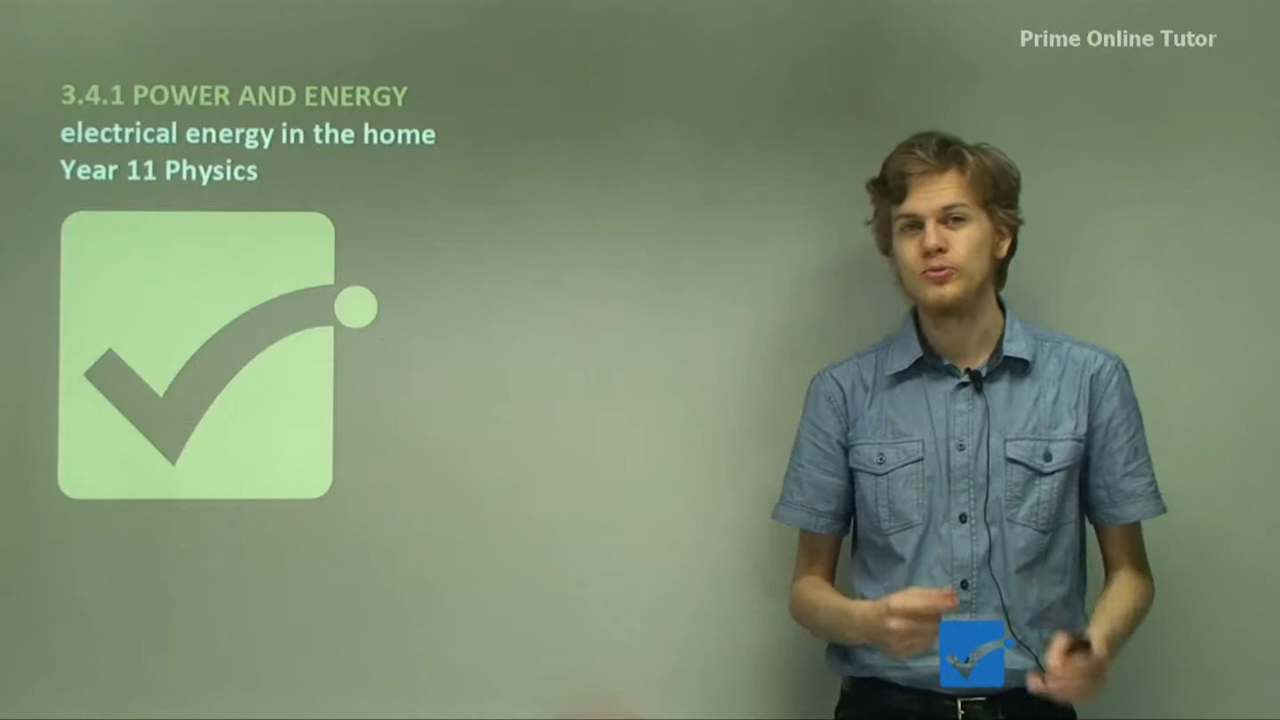 Prime Online Tutor
3.4.1 POWER AND ENERGY
electrical energy in the home
Year 11 Physics